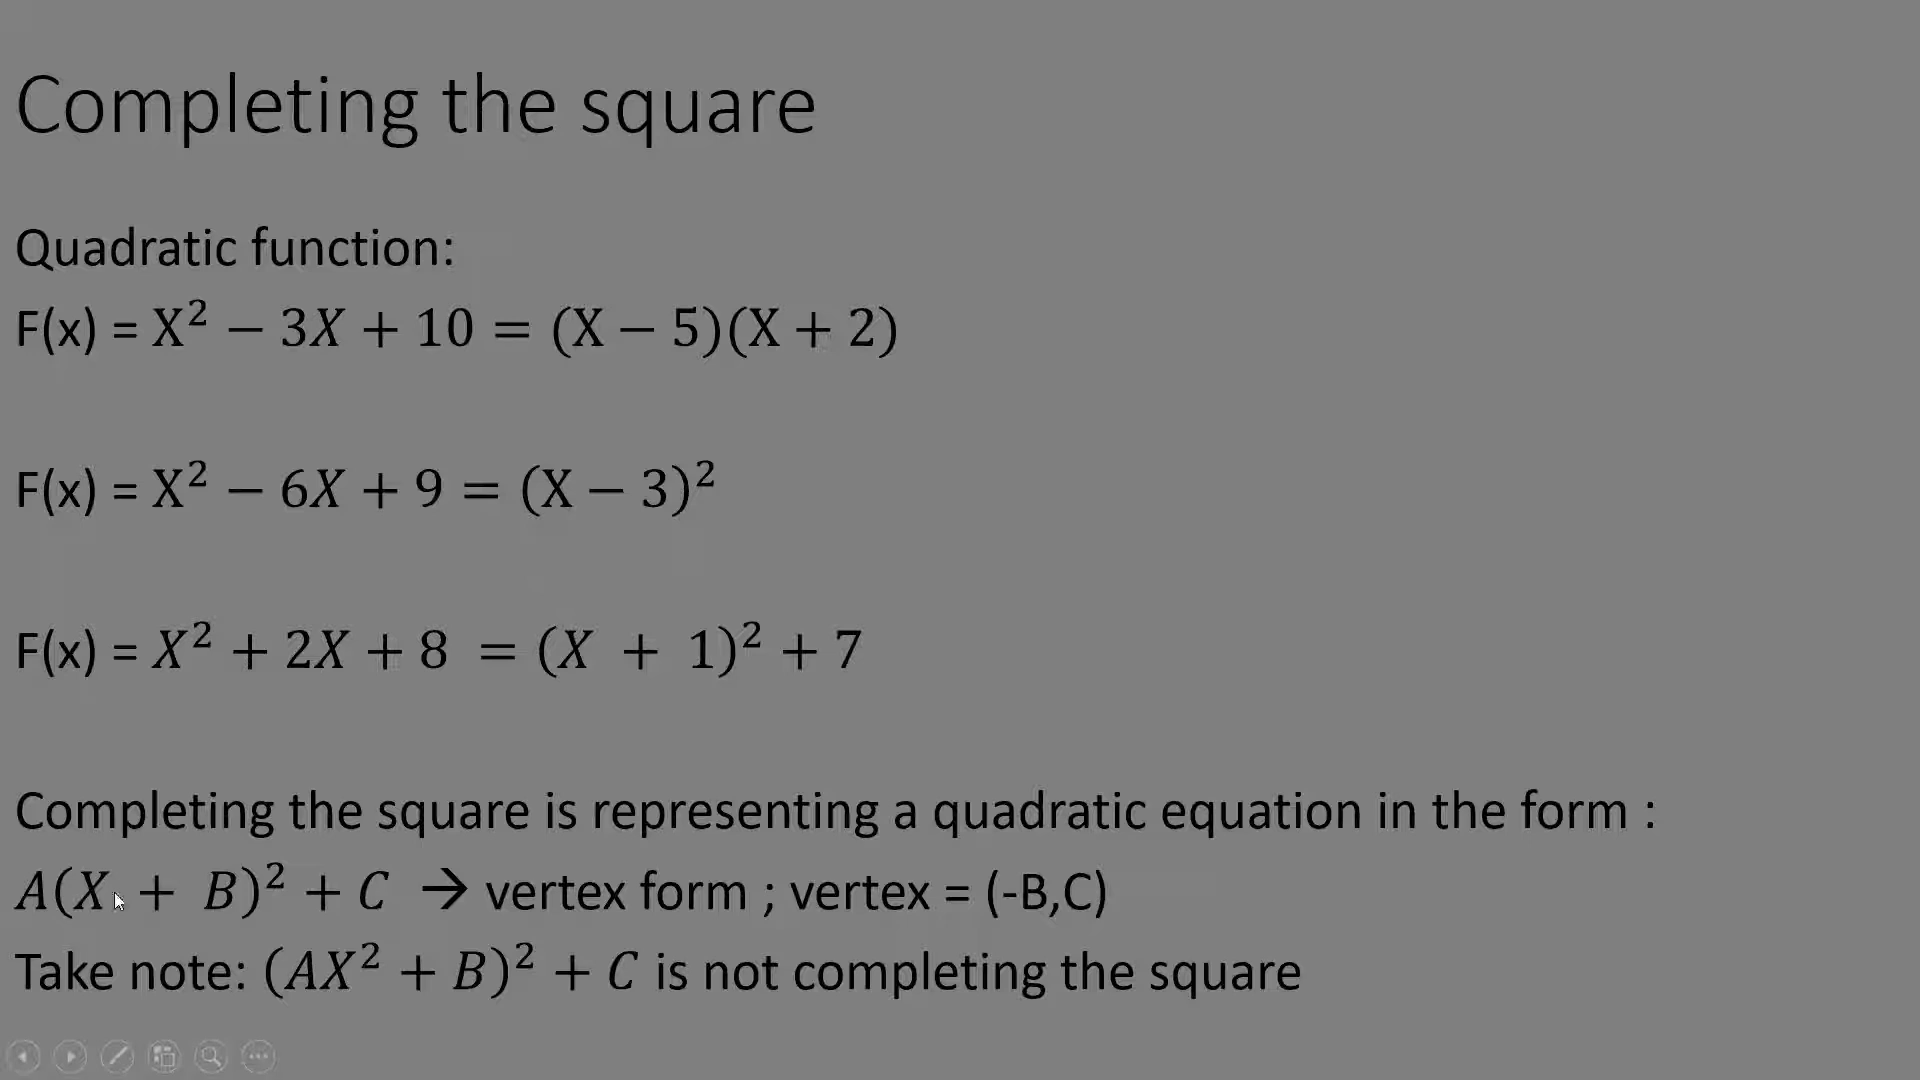 Completing the square
Quadratic function:
F(x) = X² − 3X + 10 = (X − 5)(X + 2)
F(x) = X² − 6X + 9 = (X − 3)²
F(x) = X² + 2X + 8 = (X + 1)² + 7
Completing the square is representing a quadratic equation in the form :
A(X + B)² + C → vertex form ; vertex = (-B,C)
Take note: (AX² + B)² + C is not completing the square